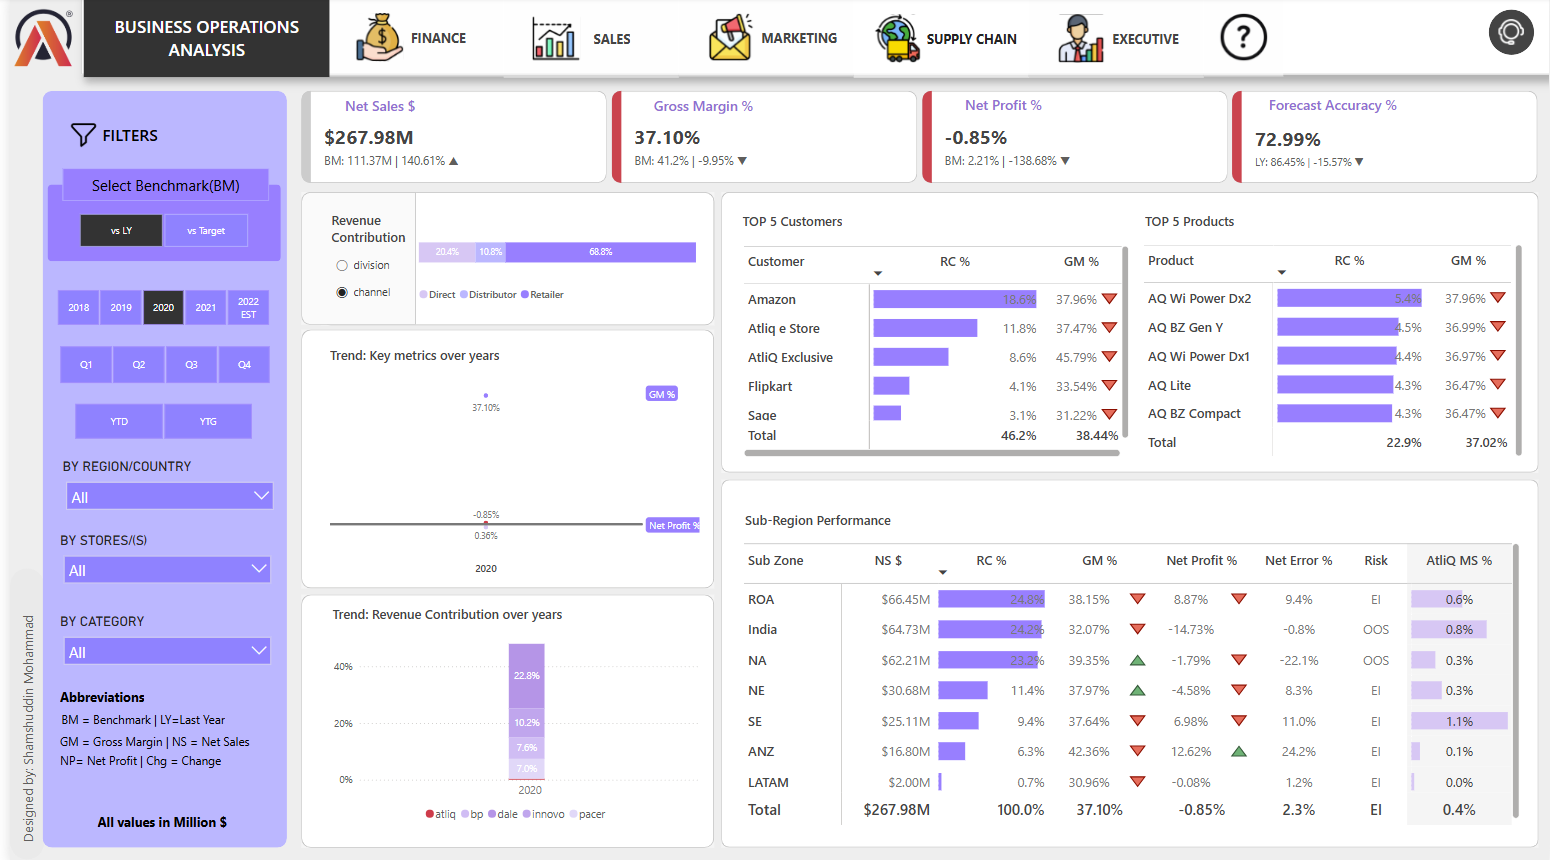 BUSINESS OPERATIONS
ANALYSIS
FINANCE
SALES
MARKETING
SUPPLY CHAIN
EXECUTIVE
?
®
FILTERS
Select Benchmark(BM)
vs LY
vs Target
2018
2019
2020
2021
2022
EST
Q1
Q2
Q3
Q4
YTD
YTG
BY REGION/COUNTRY
All
BY STORES/(S)
All
BY CATEGORY
All
Abbreviations
BM = Benchmark | LY=Last Year
GM = Gross Margin | NS = Net Sales
NP= Net Profit | Chg = Change
All values in Million $
Designed by: Shamshuddin Mohammad
Net Sales $
$267.98M
BM: 111.37M | 140.61% ▲
Gross Margin %
37.10%
BM: 41.2% | -9.95% ▼
Net Profit %
-0.85%
BM: 2.21% | -138.68% ▼
Forecast Accuracy %
72.99%
LY: 86.45% | -15.57% ▼
Revenue
Contribution
division
channel
20.4% 10.8% 68.8%
Direct Distributor Retailer
Trend: Key metrics over years
GM %
37.10%
-0.85%
Net Profit %
0.36%
2020
Trend: Revenue Contribution over years
40%
20%
0%
22.8%
10.2%
7.6%
7.0%
2020
atliq bp dale innovo pacer
TOP 5 Customers
Customer RC % GM %
Amazon 18.6% 37.96%
Atliq e Store 11.8% 37.47%
AtliQ Exclusive 8.6% 45.79%
Flipkart 4.1% 33.54%
Sage 3.1% 31.22%
Total 46.2% 38.44%
TOP 5 Products
Product RC % GM %
AQ Wi Power Dx2 5.4% 37.96%
AQ BZ Gen Y 4.5% 36.99%
AQ Wi Power Dx1 4.4% 36.97%
AQ Lite 4.3% 36.47%
AQ BZ Compact 4.3% 36.47%
Total 22.9% 37.02%
Sub-Region Performance
Sub Zone NS $ RC % GM % Net Profit % Net Error % Risk AtliQ MS %
ROA $66.45M 24.8% 38.15% 8.87% 9.4% EI 0.6%
India $64.73M 24.2% 32.07% -14.73% -0.8% OOS 0.8%
NA $62.21M 23.2% 39.35% -1.79% -22.1% OOS 0.3%
NE $30.68M 11.4% 37.97% -4.58% 8.3% EI 0.3%
SE $25.11M 9.4% 37.64% 6.98% 11.0% EI 1.1%
ANZ $16.80M 6.3% 42.36% 12.62% 24.2% EI 0.1%
LATAM $2.00M 0.7% 30.96% -0.08% 1.2% EI 0.0%
Total $267.98M 100.0% 37.10% -0.85% 2.3% EI 0.4%